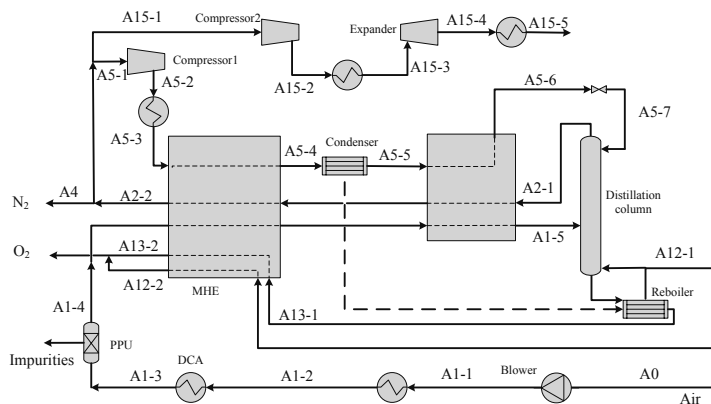 A15-1
Compressor2
Expander
A15-4
A15-5
A5-1
Compressor1
A5-2
A15-2
A15-3
A5-6
A5-7
A5-3
A5-4
Condenser
A5-5
A4
A2-2
A2-1
Distillation
column
N2
O2
A13-2
A1-5
A12-1
A12-2
MHE
A13-1
Reboiler
A1-4
PPU
Impurities
DCA
A1-3
A1-2
A1-1
Blower
A0
Air